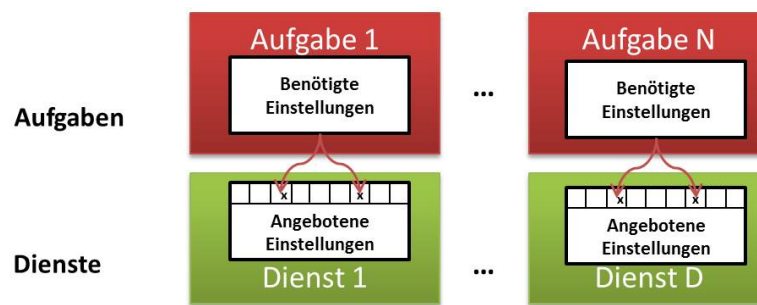 Aufgabe 1
Aufgabe N
Benötigte
Einstellungen
...
Benötigte
Einstellungen
Aufgaben
x x
x x
Angebotene
Einstellungen
Angebotene
Einstellungen
Dienste
Dienst 1
...
Dienst D